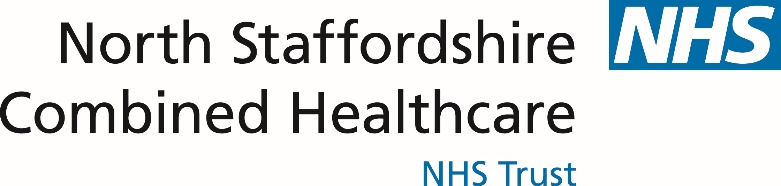 North Staffordshire NHS
Combined Healthcare
NHS Trust